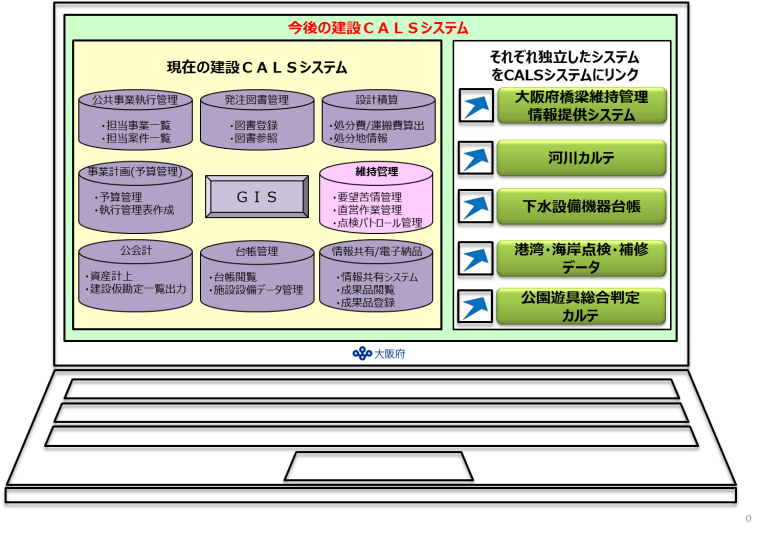 今後の建設ＣＡＬＳシステム
現在の建設ＣＡＬＳシステム
公共事業執行管理
・担当事業一覧
・担当案件一覧
発注図書管理
・図書登録
・図書参照
設計積算
・処分費/運搬費算出
・処分地情報
事業計画(予算管理)
・予算管理
・執行管理表作成
ＧＩＳ
維持管理
・要望苦情管理
・直営作業管理
・点検パトロール管理
公会計
・資産計上
・建設仮勘定一覧出力
台帳管理
・台帳閲覧
・施設設備データ管理
情報共有/電子納品
・情報共有システム
・成果品閲覧
・成果品登録
それぞれ独立したシステム
をCALSシステムにリンク
大阪府橋梁維持管理
情報提供システム
河川カルテ
下水設備機器台帳
港湾・海岸点検・補修
データ
公園遊具総合判定
カルテ
大阪府
0